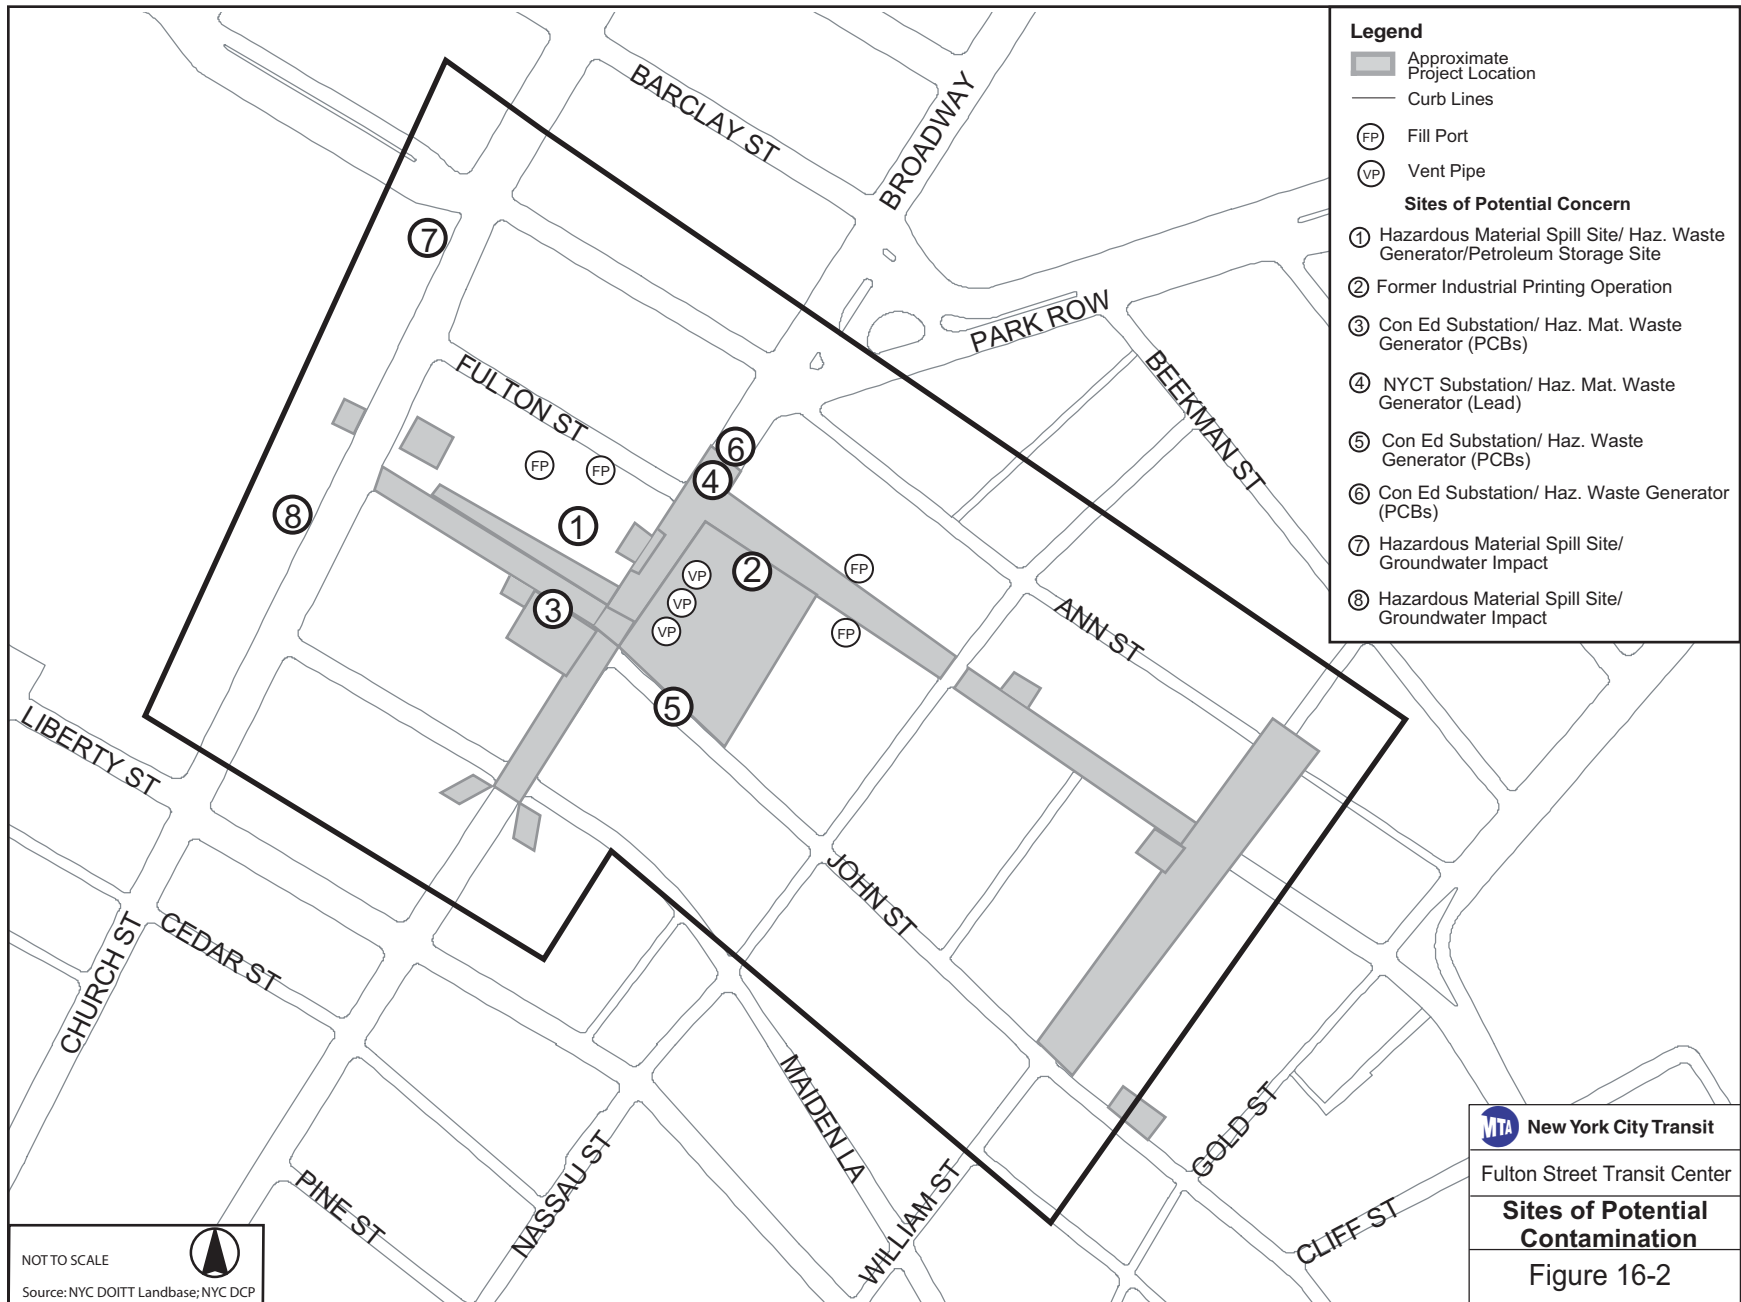 BARCLAY ST
BROADWAY
PARK ROW
BEEKMAN ST
FULTON ST
ANN ST
LIBERTY ST
JOHN ST
CHURCH ST
CEDAR ST
MAIDEN LA
GOLD ST
PINE ST
NASSAU ST
WILLIAM ST
CLIFF ST
7
6
4
FP
FP
8
1
2
FP
VP
VP
VP
3
FP
5
Legend
Approximate
Project Location
Curb Lines
FP Fill Port
VP Vent Pipe
Sites of Potential Concern
1 Hazardous Material Spill Site/ Haz. Waste
Generator/Petroleum Storage Site
2 Former Industrial Printing Operation
3 Con Ed Substation/ Haz. Mat. Waste
Generator (PCBs)
4 NYCT Substation/ Haz. Mat. Waste
Generator (Lead)
5 Con Ed Substation/ Haz. Waste
Generator (PCBs)
6 Con Ed Substation/ Haz. Waste Generator
(PCBs)
7 Hazardous Material Spill Site/
Groundwater Impact
8 Hazardous Material Spill Site/
Groundwater Impact
NOT TO SCALE
Source: NYC DOITT Landbase; NYC DCP
MTA New York City Transit
Fulton Street Transit Center
Sites of Potential
Contamination
Figure 16-2